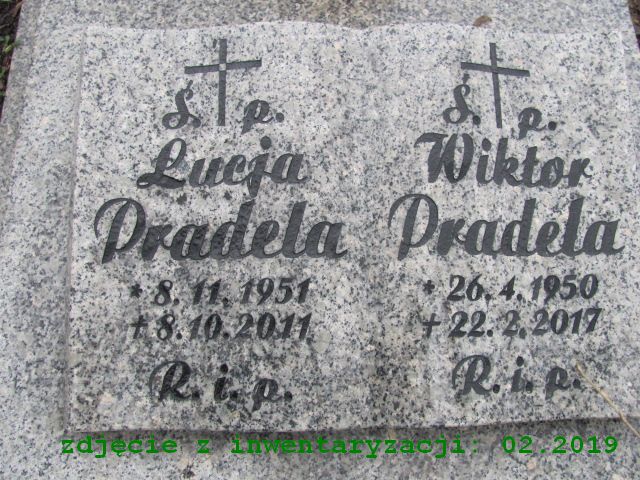 Ś. p.
Łucja
Pradela
* 8. 11. 1951
+ 8. 10. 2011
R. i. p.
Ś. p.
Wiktor
Pradela
* 26. 4. 1950
+ 22. 2. 2017
R. i. p.
zdjęcie z inwentaryzacji: 02.2019